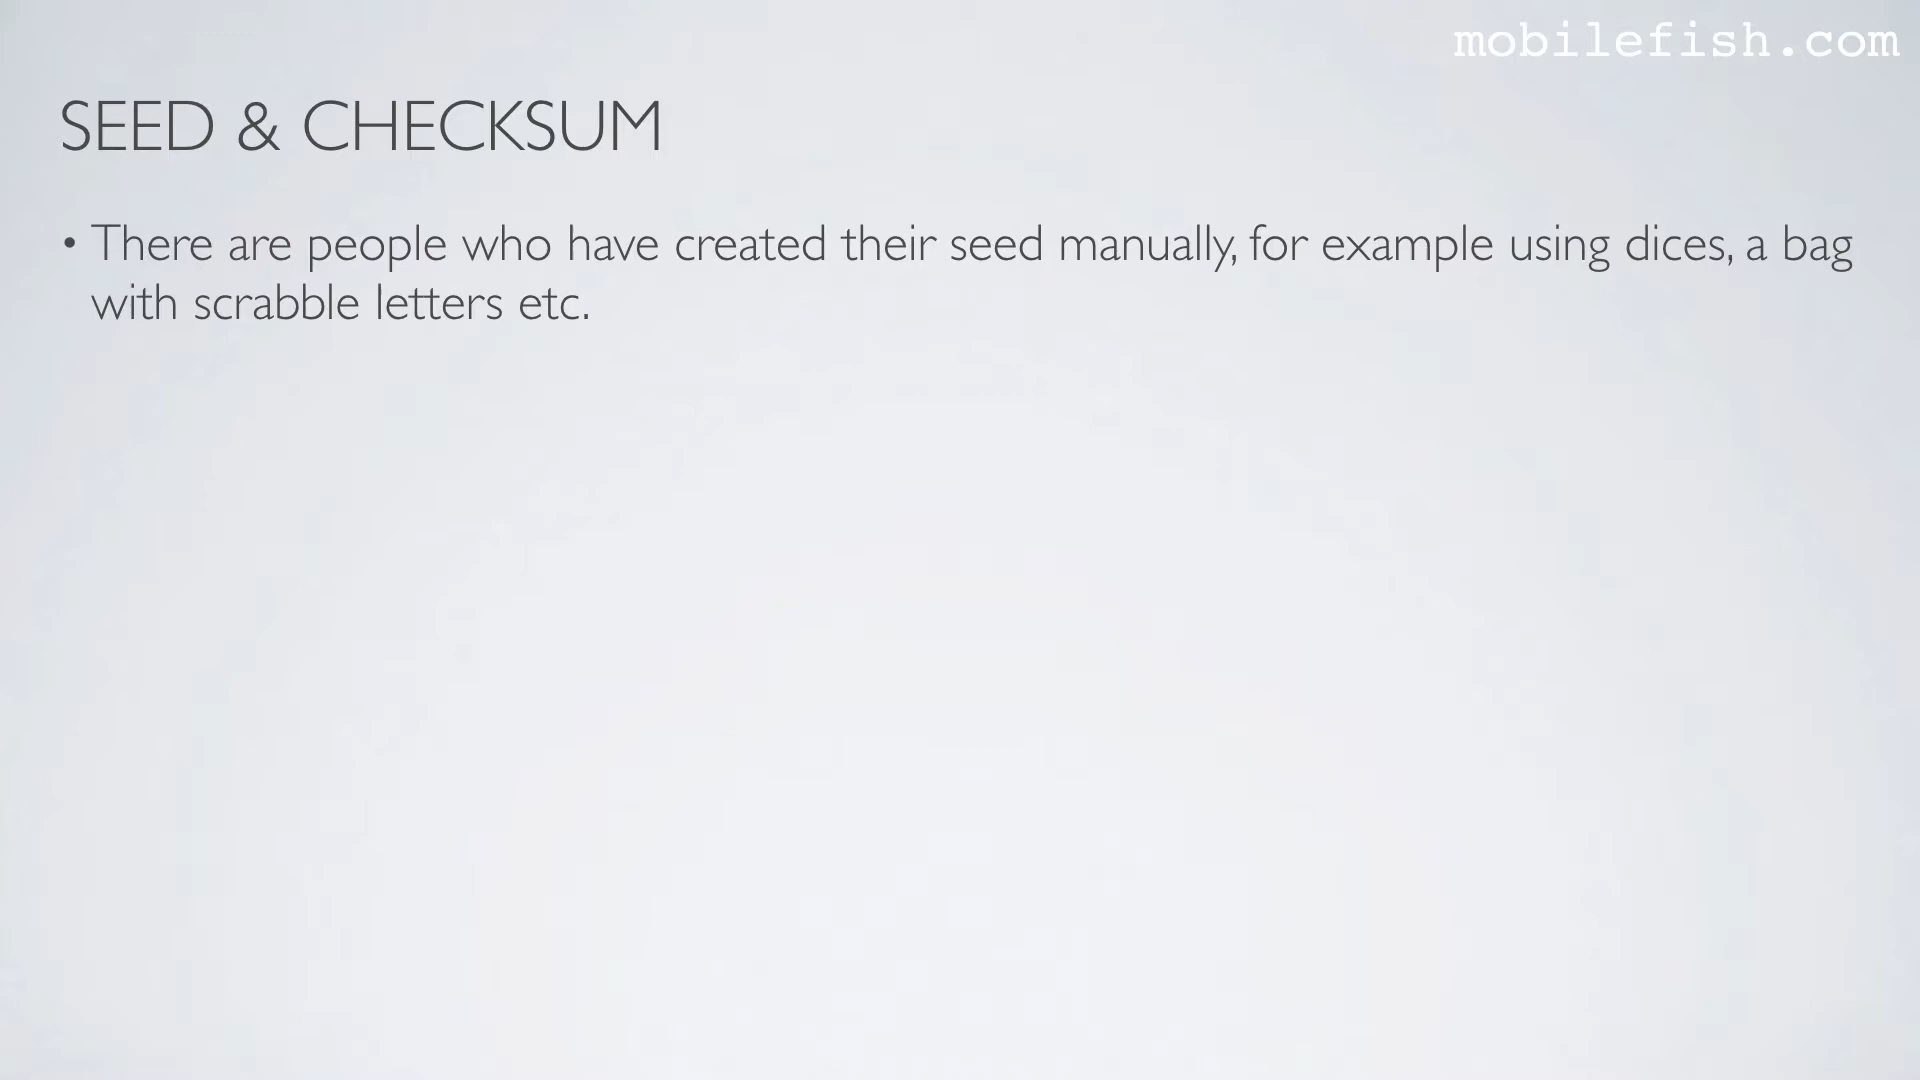 mobilefish.com
SEED & CHECKSUM
• There are people who have created their seed manually, for example using dices, a bag
with scrabble letters etc.